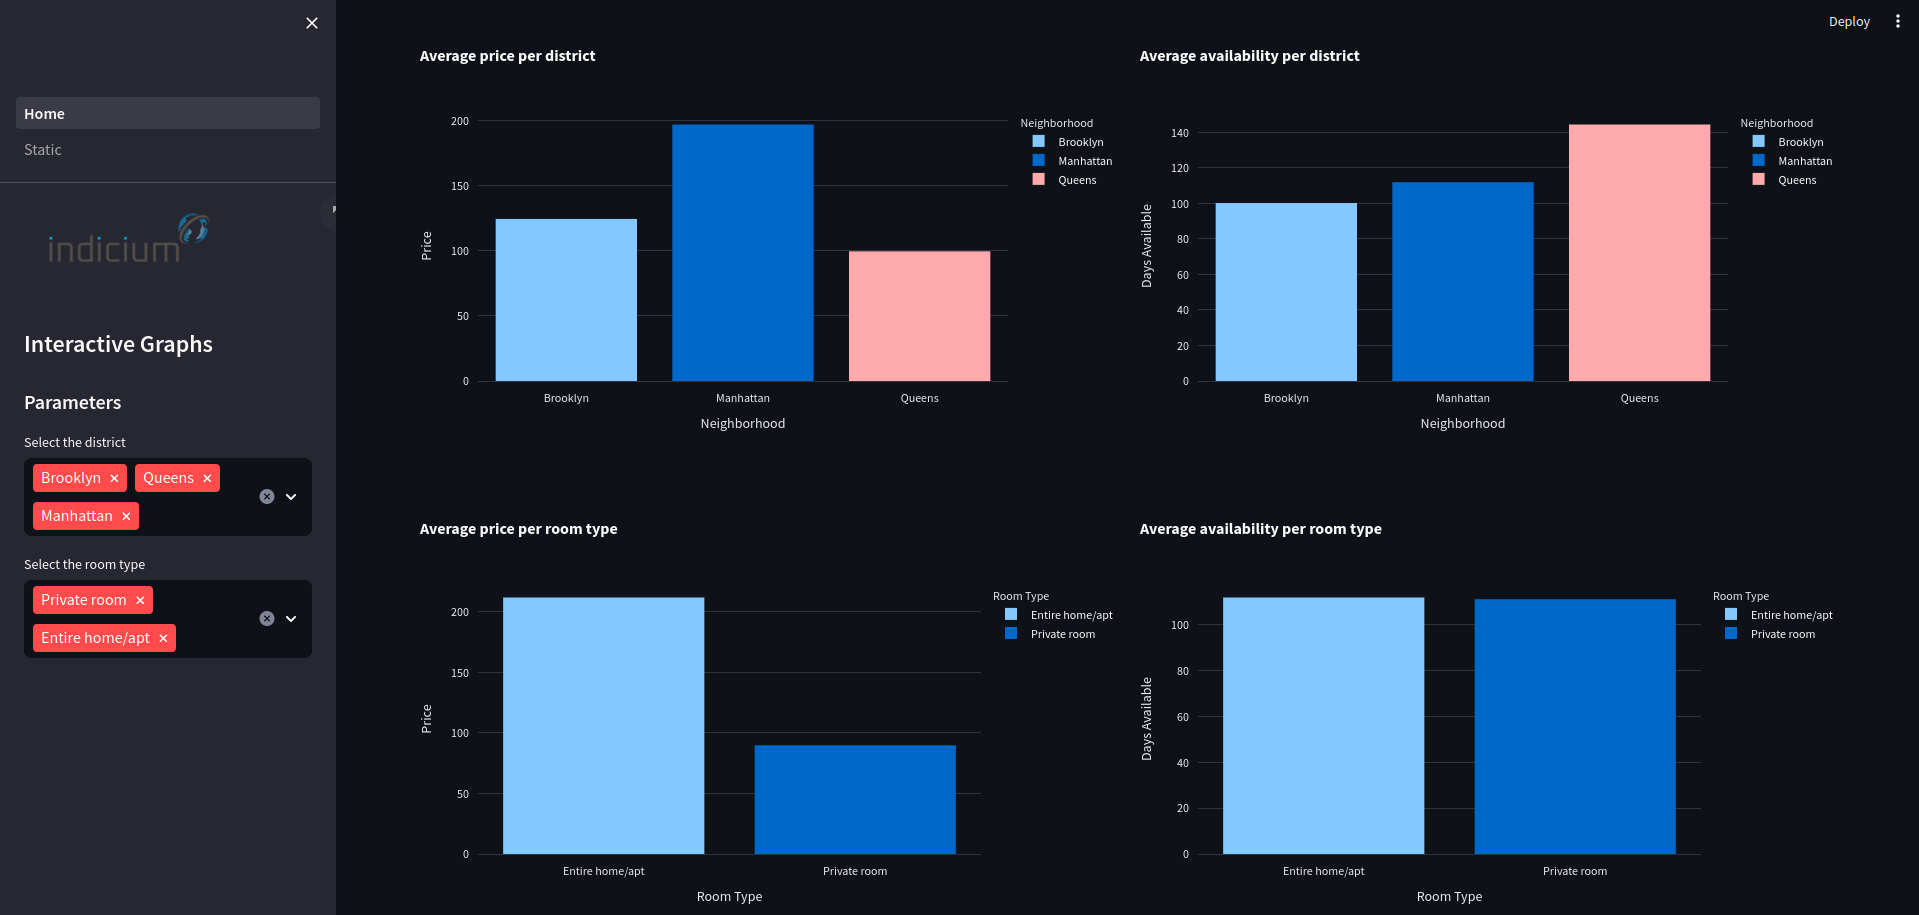 Deploy
Home
Static
indicium
Interactive Graphs
Parameters
Select the district
Brooklyn Queens
Manhattan
Select the room type
Private room
Entire home/apt
Average price per district
200
150
100
50
0
Price
Brooklyn Manhattan Queens
Neighborhood
Neighborhood
Brooklyn
Manhattan
Queens
Average availability per district
140
120
100
80
60
40
20
0
Days Available
Brooklyn Manhattan Queens
Neighborhood
Neighborhood
Brooklyn
Manhattan
Queens
Average price per room type
200
150
100
50
0
Price
Entire home/apt Private room
Room Type
Room Type
Entire home/apt
Private room
Average availability per room type
100
80
60
40
20
0
Days Available
Entire home/apt Private room
Room Type
Room Type
Entire home/apt
Private room